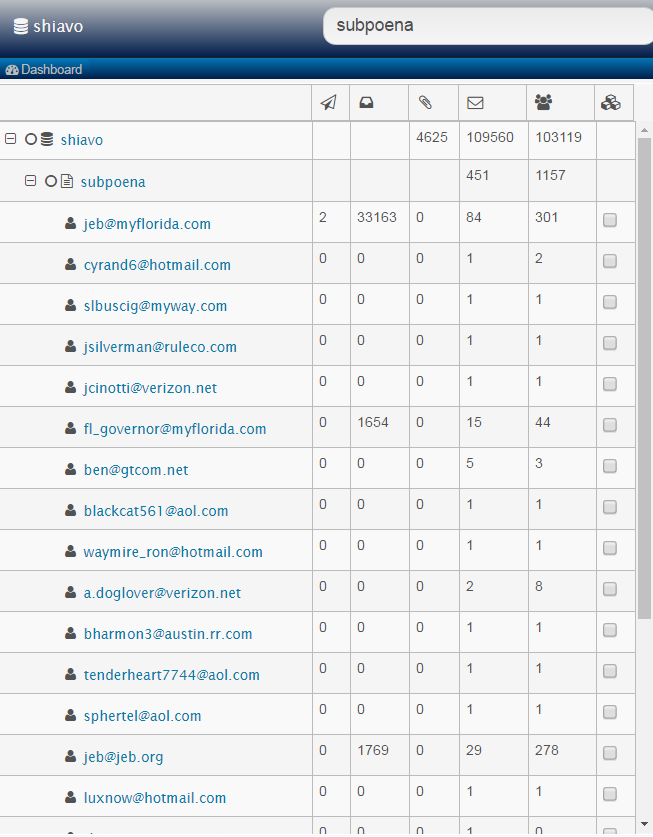 shiavo subpoena
Dashboard
shiavo 4625 109560 103119
subpoena 451 1157
jeb@myflorida.com 2 33163 0 84 301
cyrand6@hotmail.com 0 0 0 1 2
slbuscig@myway.com 0 0 0 1 1
jsilverman@ruleco.com 0 0 0 1 1
jcinotti@verizon.net 0 0 0 1 1
fl_governor@myflorida.com 0 1654 0 15 44
ben@gtcom.net 0 0 0 5 3
blackcat561@aol.com 0 0 0 1 1
waymire_ron@hotmail.com 0 0 0 1 1
a.doglover@verizon.net 0 0 0 2 8
bharmon3@austin.rr.com 0 0 0 1 1
tenderheart7744@aol.com 0 0 0 1 1
sphertel@aol.com 0 0 0 1 1
jeb@jeb.org 0 1769 0 29 278
luxnow@hotmail.com 0 0 0 1 1
0 0 0 1 0